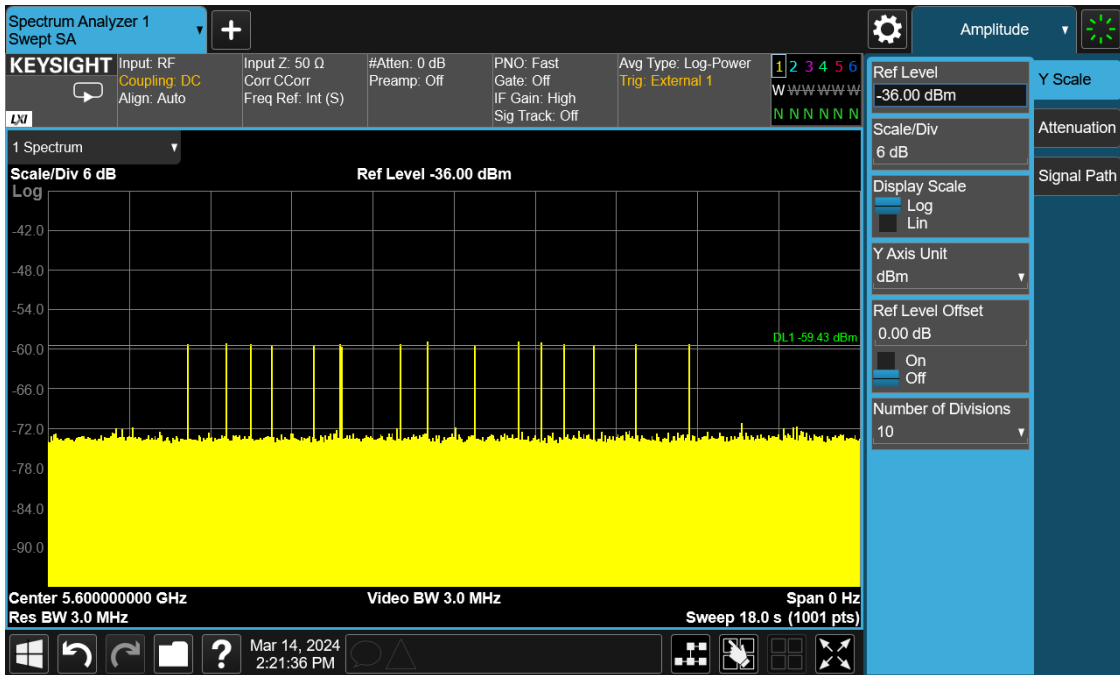 Spectrum Analyzer 1
Swept SA
+
Amplitude
KEYSIGHT
LXI
Input: RF
Coupling: DC
Align: Auto
Input Z: 50 Ω
Corr CCorr
Freq Ref: Int (S)
#Atten: 0 dB
Preamp: Off
PNO: Fast
Gate: Off
IF Gain: High
Sig Track: Off
Avg Type: Log-Power
Trig: External 1
1 2 3 4 5 6
W W W W W W
N N N N N N
1 Spectrum
Scale/Div 6 dB
Ref Level -36.00 dBm
Log
-42.0
-48.0
-54.0
-60.0
-66.0
-72.0
-78.0
-84.0
-90.0
DL1 -59.43 dBm
Center 5.600000000 GHz
Video BW 3.0 MHz
Span 0 Hz
Res BW 3.0 MHz
Sweep 18.0 s (1001 pts)
?
Mar 14, 2024
2:21:36 PM
Ref Level
-36.00 dBm
Scale/Div
6 dB
Display Scale
Log
Lin
Y Axis Unit
dBm
Ref Level Offset
0.00 dB
On
Off
Number of Divisions
10
Y Scale
Attenuation
Signal Path